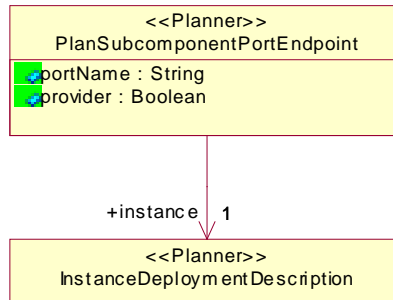 <<Planner>>
PlanSubcomponentPortEndpoint
portName : String
provider : Boolean
+instance 1
<<Planner>>
InstanceDeploymentDescription